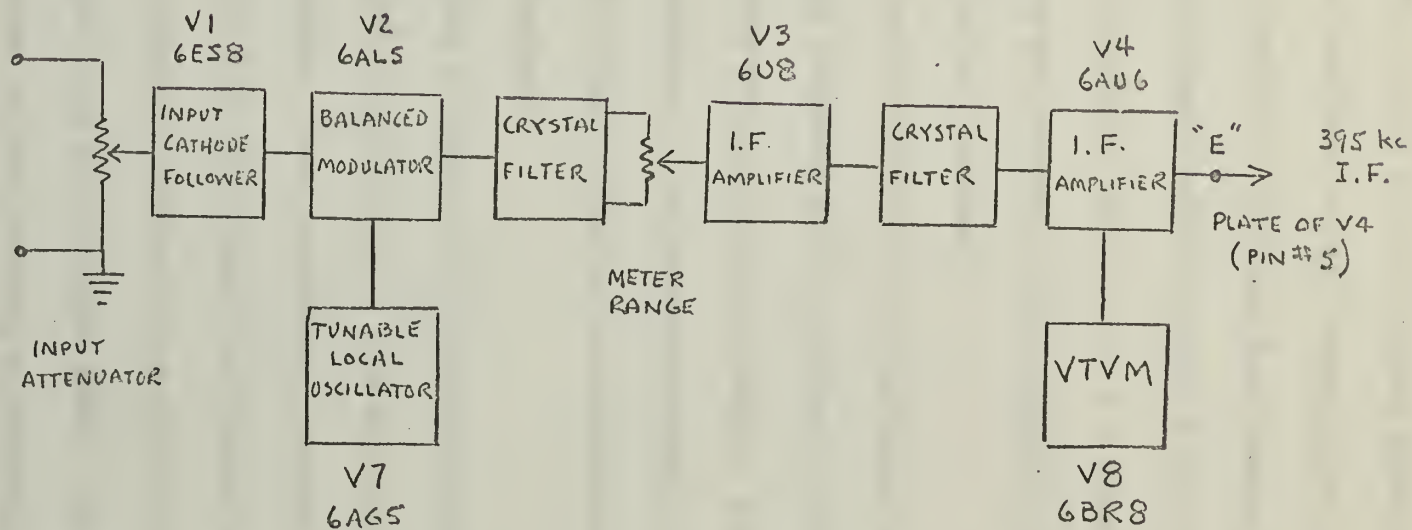 V1
6ES8
V2
6AL5
V3
6U8
V4
6AU6
INPUT
CATHODE
FOLLOWER
BALANCED
MODULATOR
CRYSTAL
FILTER
I.F.
AMPLIFIER
CRYSTAL
FILTER
I.F.
AMPLIFIER
"E"
395 kc
I.F.
PLATE OF V4
(PIN #5)
METER
RANGE
INPUT
ATTENUATOR
TUNABLE
LOCAL
OSCILLATOR
VTVM
V7
6AG5
V8
6BR8